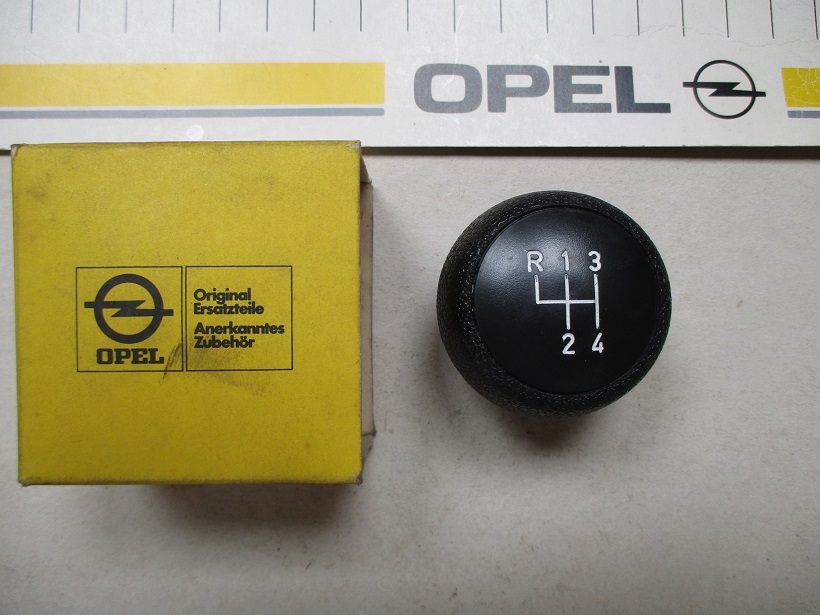 OPEL
Original
Ersatzteile
Anerkanntes
Zubehör
OPEL
R 1 3
2 4